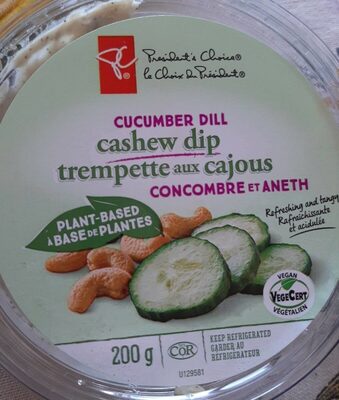 PC
President's Choice®
le Choix du Président®
CUCUMBER DILL
cashew dip
trempette aux cajous
CONCOMBRE ET ANETH
Refreshing and tangy
Rafraîchissante
et acidulée
PLANT-BASED
À BASE DE PLANTES
VEGAN
VEGECERT
VÉGÉTALIEN
200 g
COR
KEEP REFRIGERATED
GARDER AU
RÉFRIGÉRATEUR
U129581